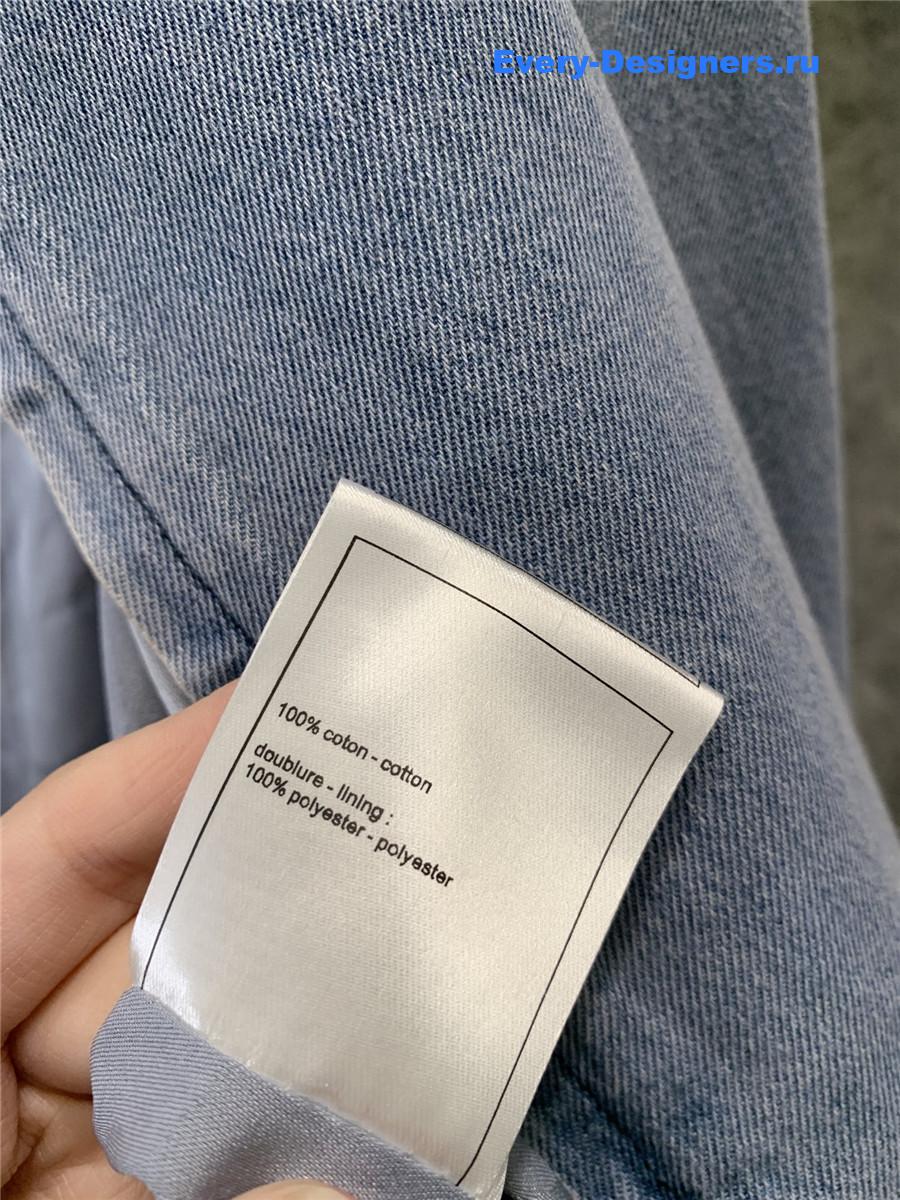 Every-Designers.ru
100% coton - cotton
doublure - lining :
100% polyester - polyester